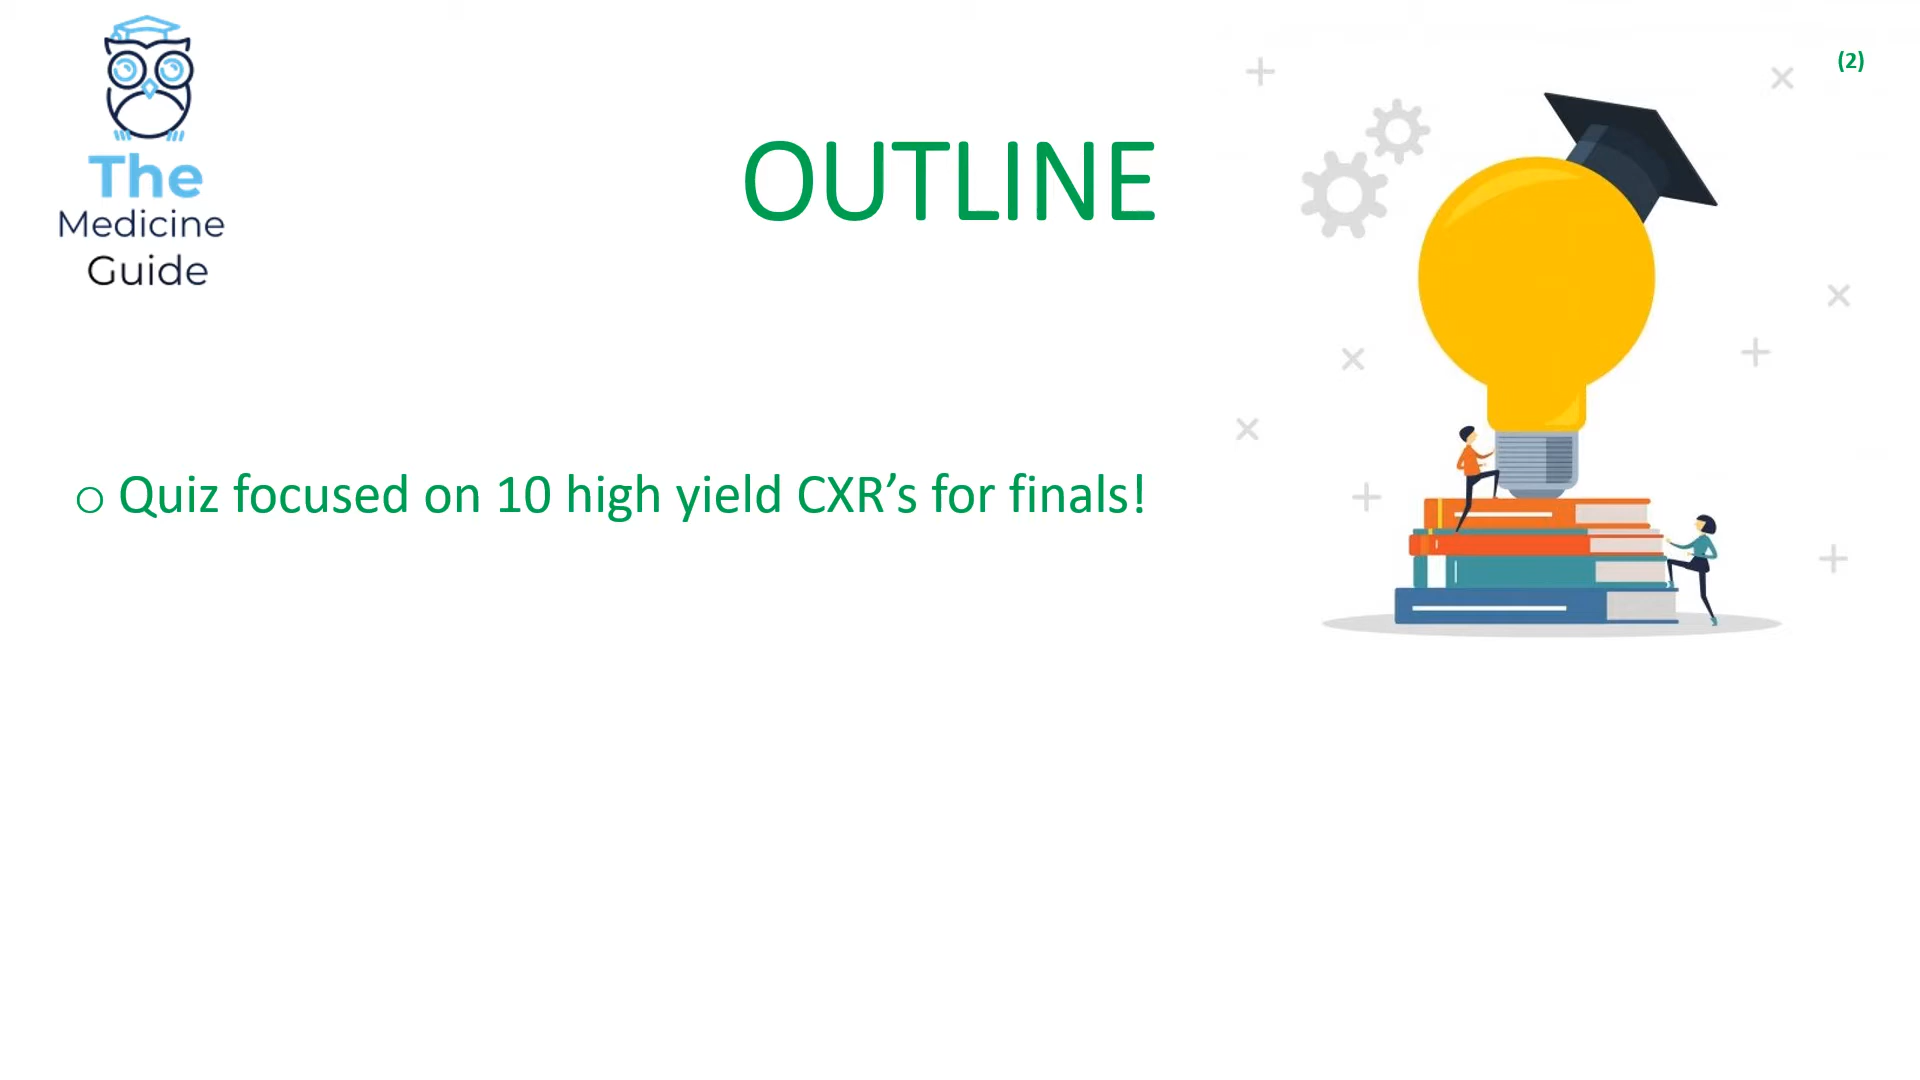 The
Medicine
Guide
(2)
OUTLINE
o Quiz focused on 10 high yield CXR’s for finals!